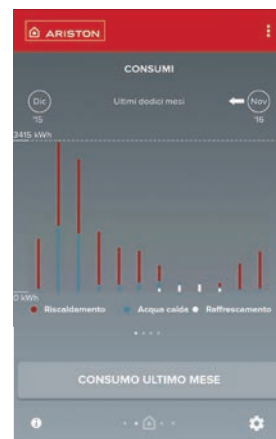 ARISTON
CONSUMI
Dic
Ultimi dodici mesi
Nov
'15
'16
3415 kWh
0 kWh
Riscaldamento
Acqua calda
Raffrescamento
CONSUMO ULTIMO MESE